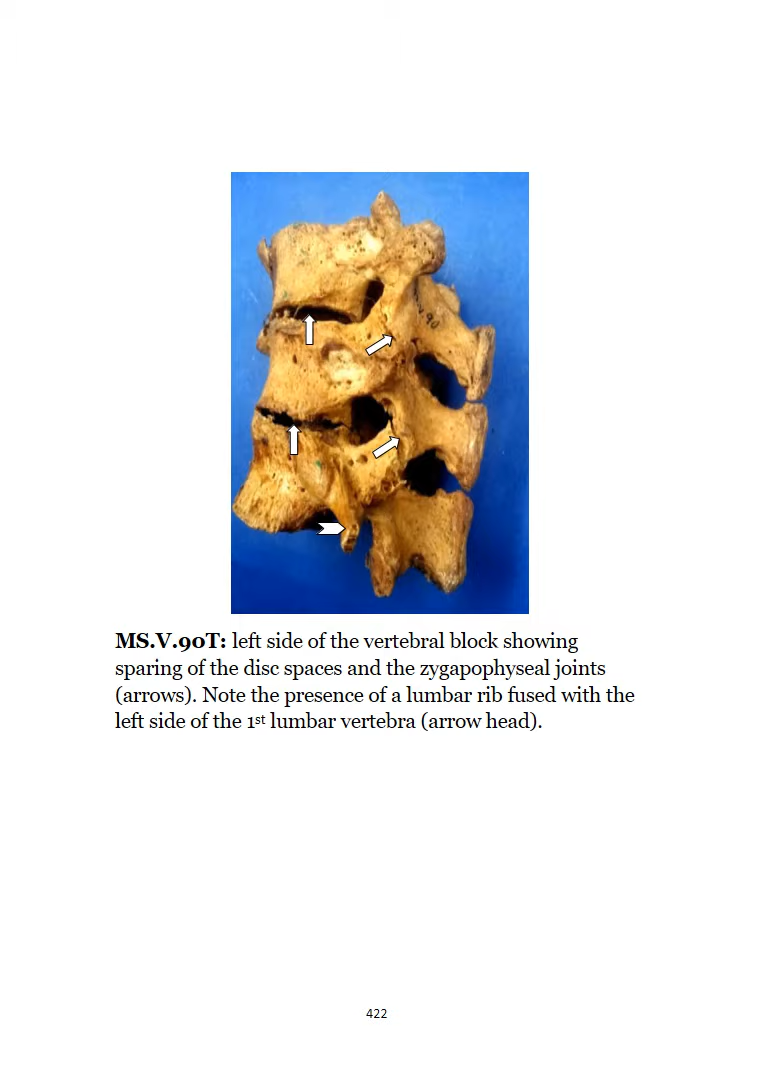 V.90
MS.V.90T: left side of the vertebral block showing
sparing of the disc spaces and the zygapophyseal joints
(arrows). Note the presence of a lumbar rib fused with the
left side of the 1st lumbar vertebra (arrow head).
422